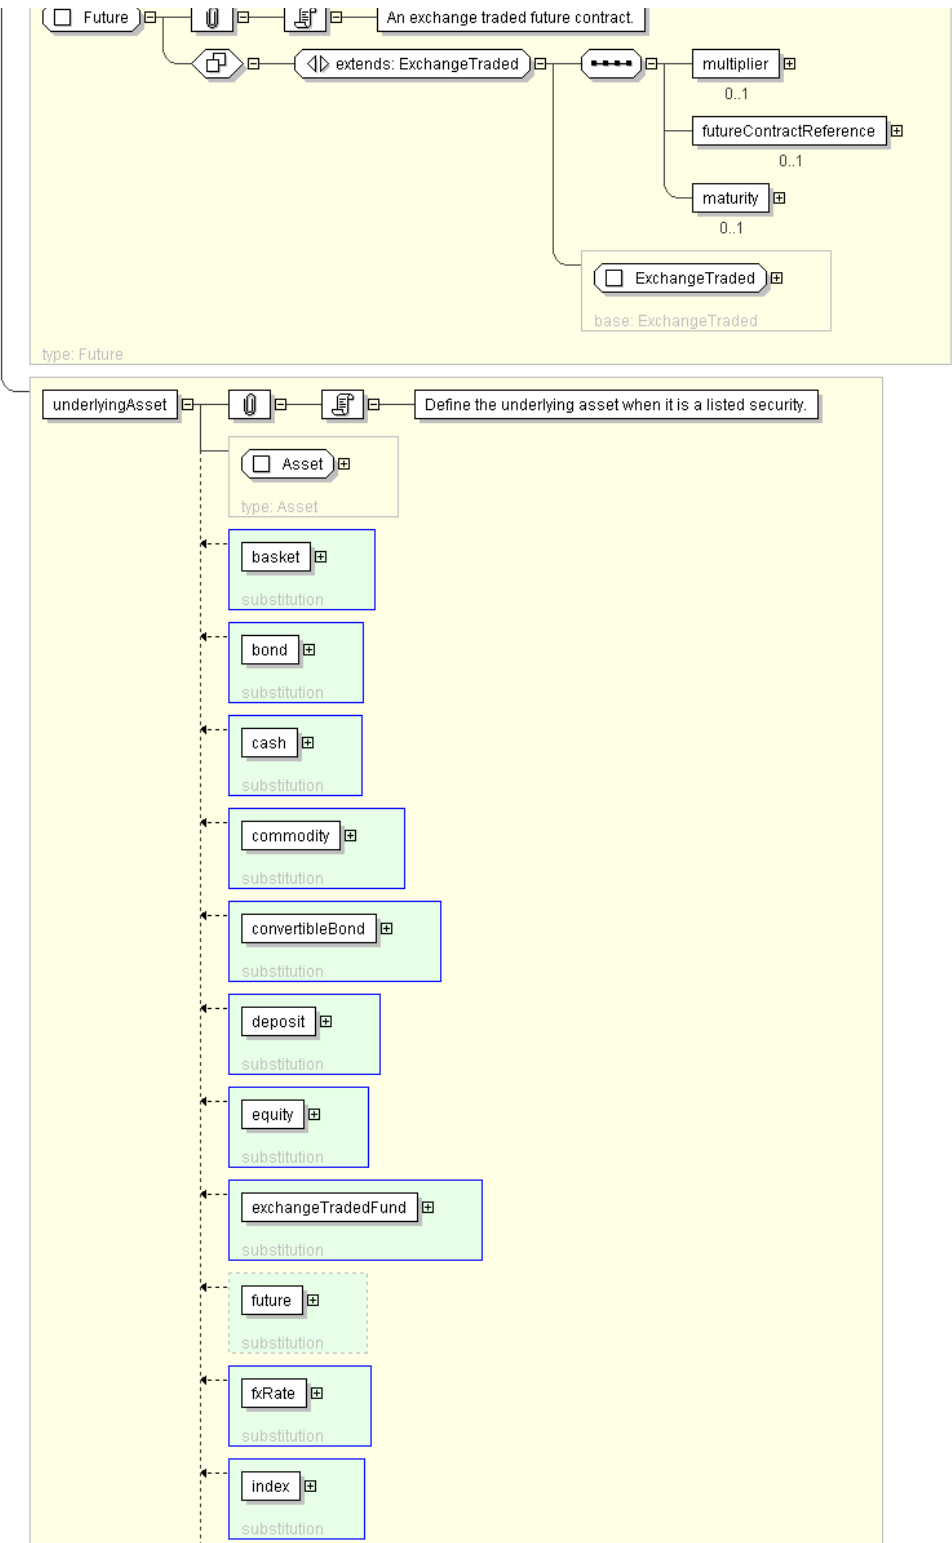 Future
An exchange traded future contract.
extends: ExchangeTraded
multiplier
0..1
futureContractReference
0..1
maturity
0..1
ExchangeTraded
base: ExchangeTraded
type: Future
underlyingAsset
Define the underlying asset when it is a listed security.
Asset
type: Asset
basket
substitution
bond
substitution
cash
substitution
commodity
substitution
convertibleBond
substitution
deposit
substitution
equity
substitution
exchangeTradedFund
substitution
future
substitution
fxRate
substitution
index
substitution